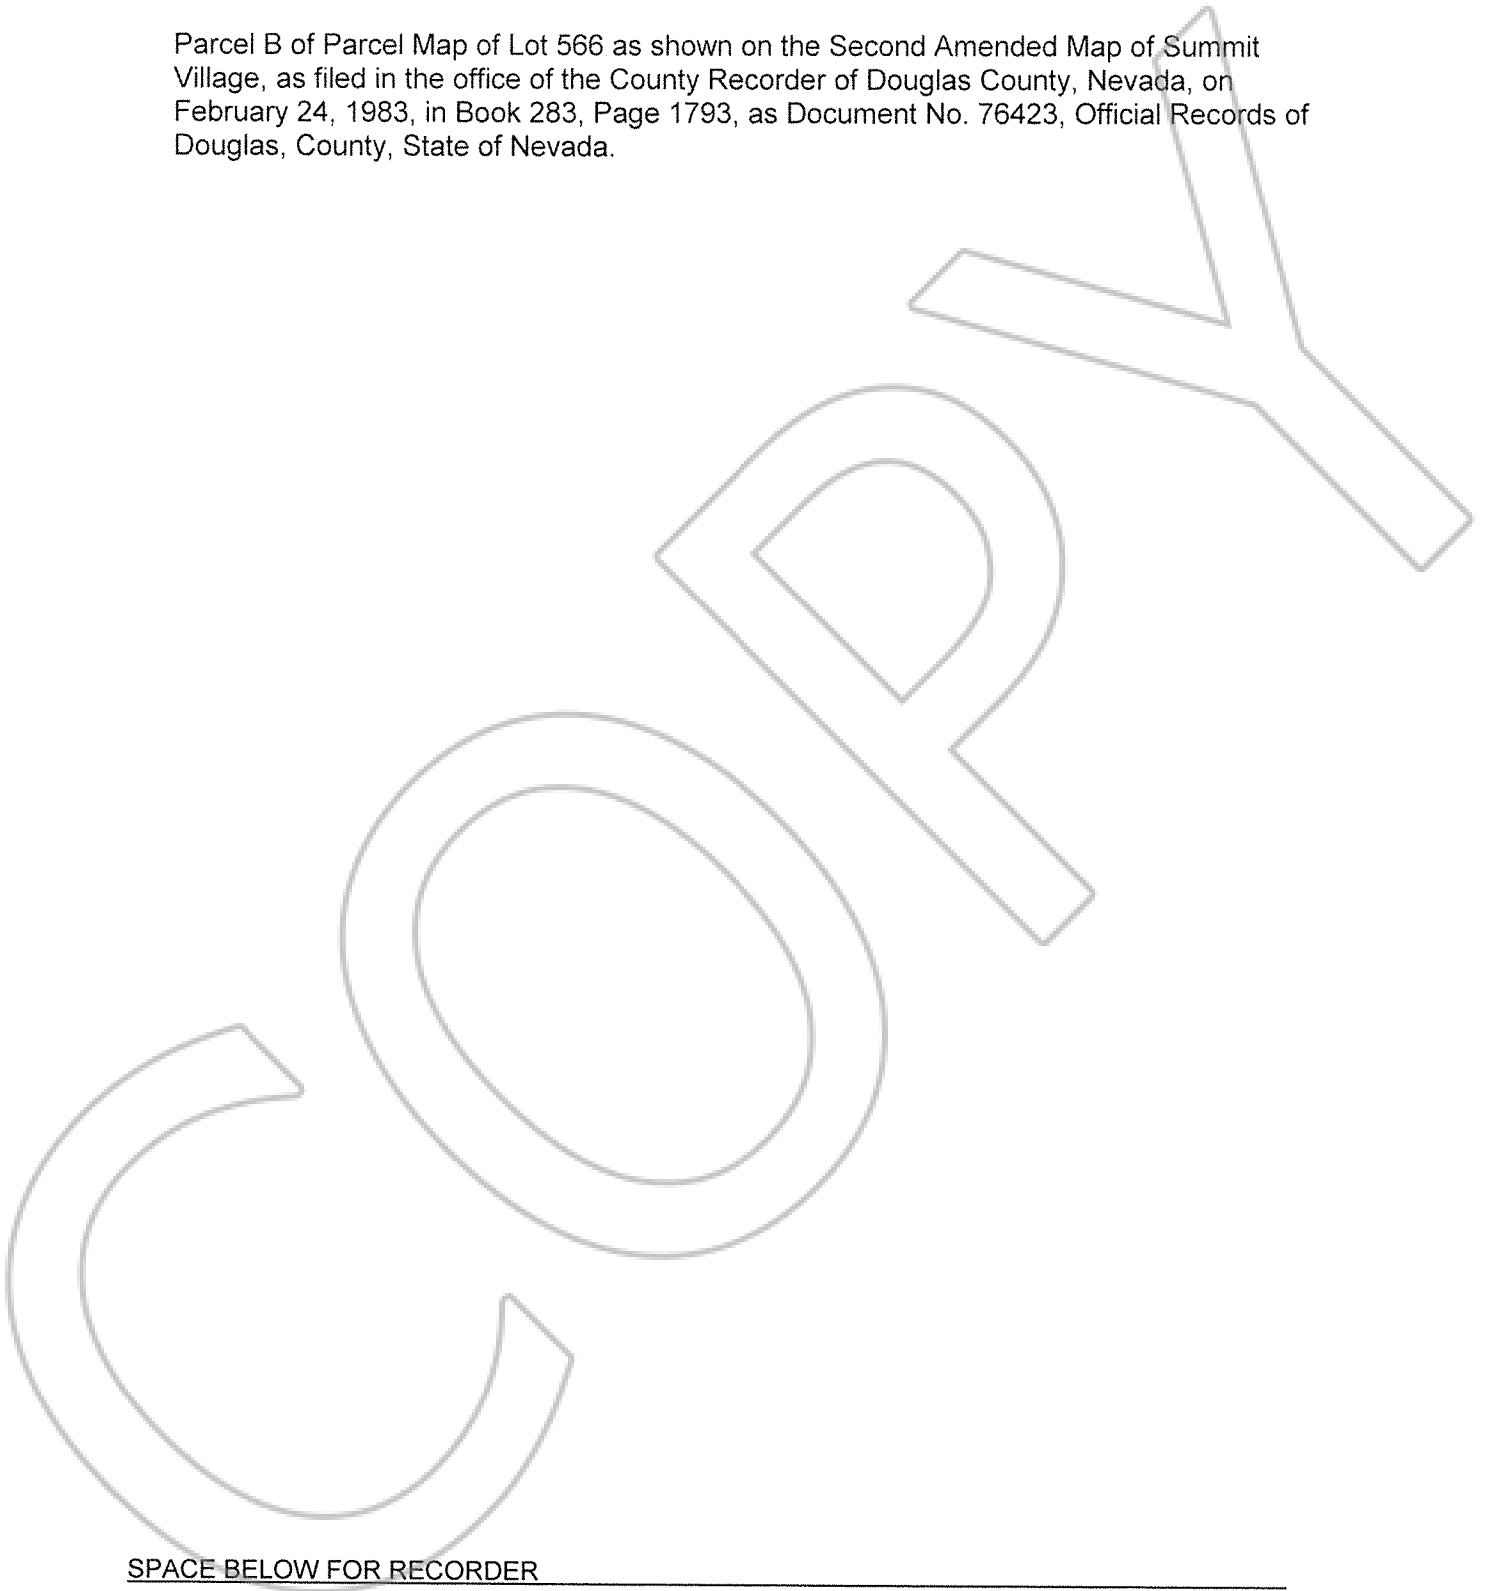 Parcel B of Parcel Map of Lot 566 as shown on the Second Amended Map of Summit
Village, as filed in the office of the County Recorder of Douglas County, Nevada, on
February 24, 1983, in Book 283, Page 1793, as Document No. 76423, Official Records of
Douglas, County, State of Nevada.
COPY
SPACE BELOW FOR RECORDER